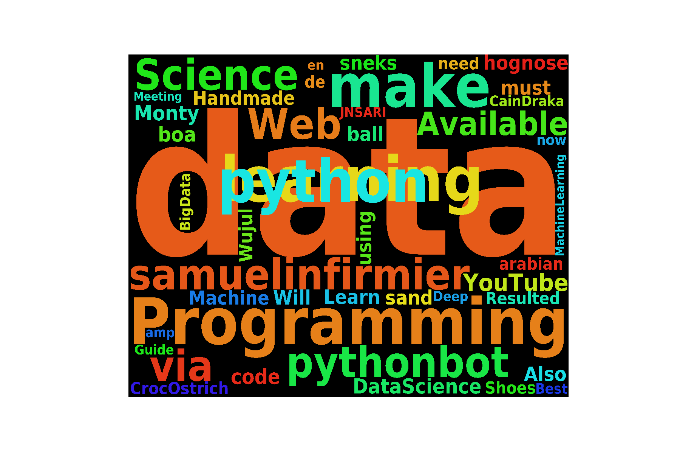 Science en sneks need hognose
de make must
Meeting Handmade JNSARI CainDraka
Monty Web Available
boa ball now
data
learning
python
BigData
Wujul
using
MachineLearning
samuelinfirmier arabian
YouTube
Machine Will Learn sand Deep Resulted
Programming
amp
Guide
via pythonbot
code Also
CrocOstrich DataScience Shoes Best